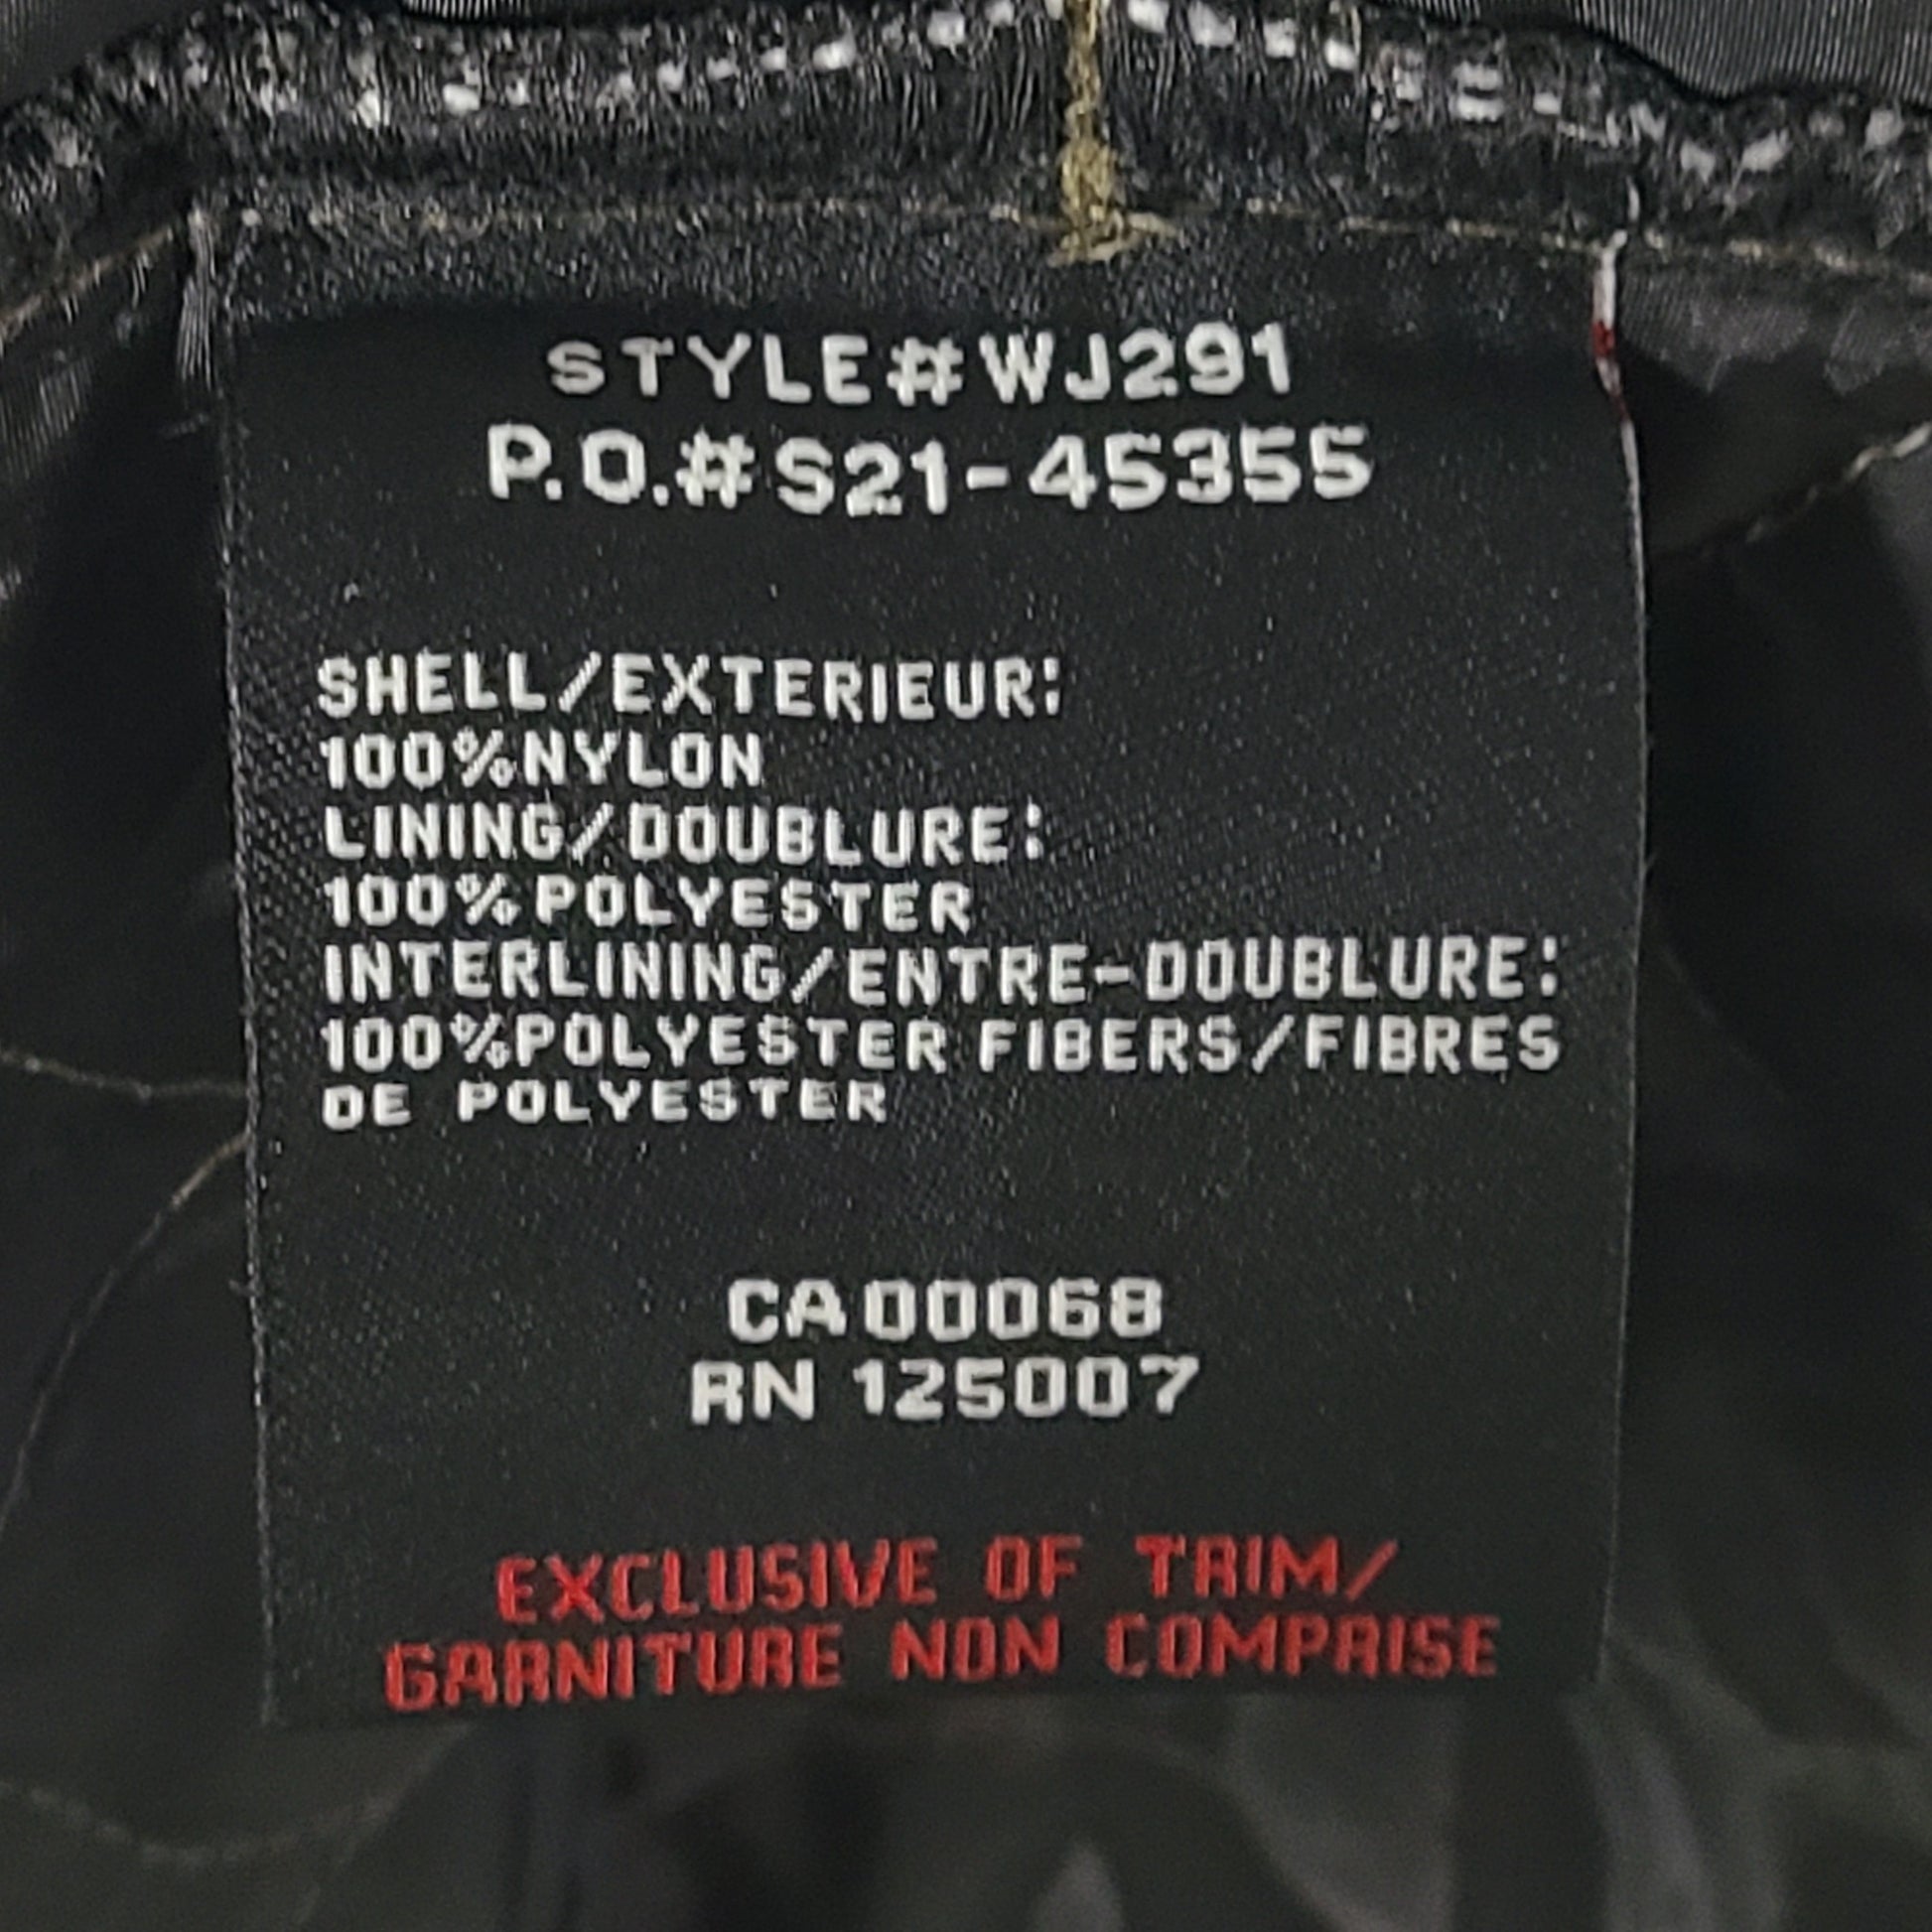 STYLE#WJ291
P.O.#S21-45355
SHELL/EXTERIEUR:
100%NYLON
LINING/DOUBLURE:
100%POLYESTER
INTERLINING/ENTRE-DOUBLURE:
100%POLYESTER FIBERS/FIBRES
DE POLYESTER
CA00068
RN 125007
EXCLUSIVE OF TRIM/
GARNITURE NON COMPRISE